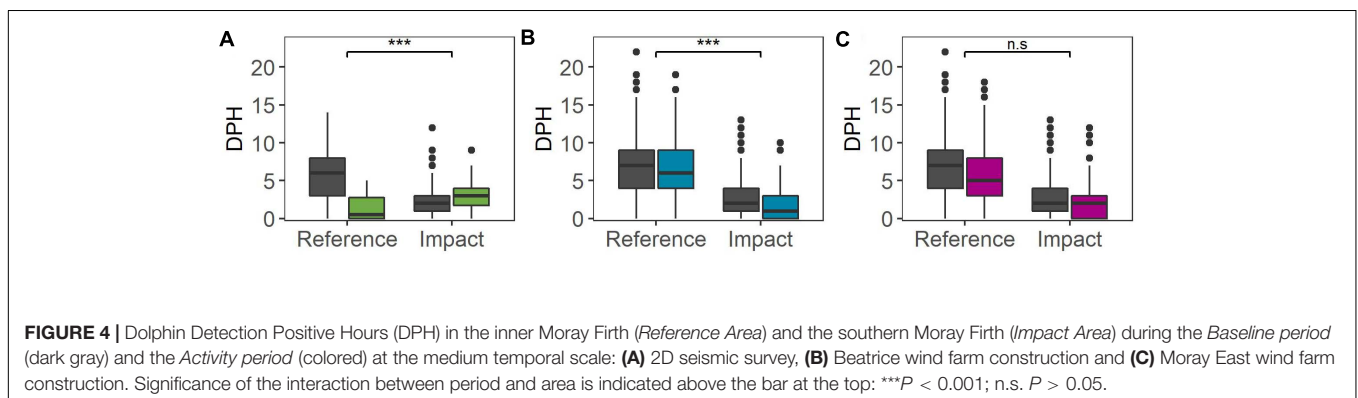 A
***
20
15
10
5
0
DPH
Reference Impact
B
***
20
15
10
5
0
DPH
Reference Impact
C
n.s
20
15
10
5
0
DPH
Reference Impact
FIGURE 4 | Dolphin Detection Positive Hours (DPH) in the inner Moray Firth (Reference Area) and the southern Moray Firth (Impact Area) during the Baseline period
(dark gray) and the Activity period (colored) at the medium temporal scale: (A) 2D seismic survey, (B) Beatrice wind farm construction and (C) Moray East wind farm
construction. Significance of the interaction between period and area is indicated above the bar at the top: ***P < 0.001; n.s. P > 0.05.